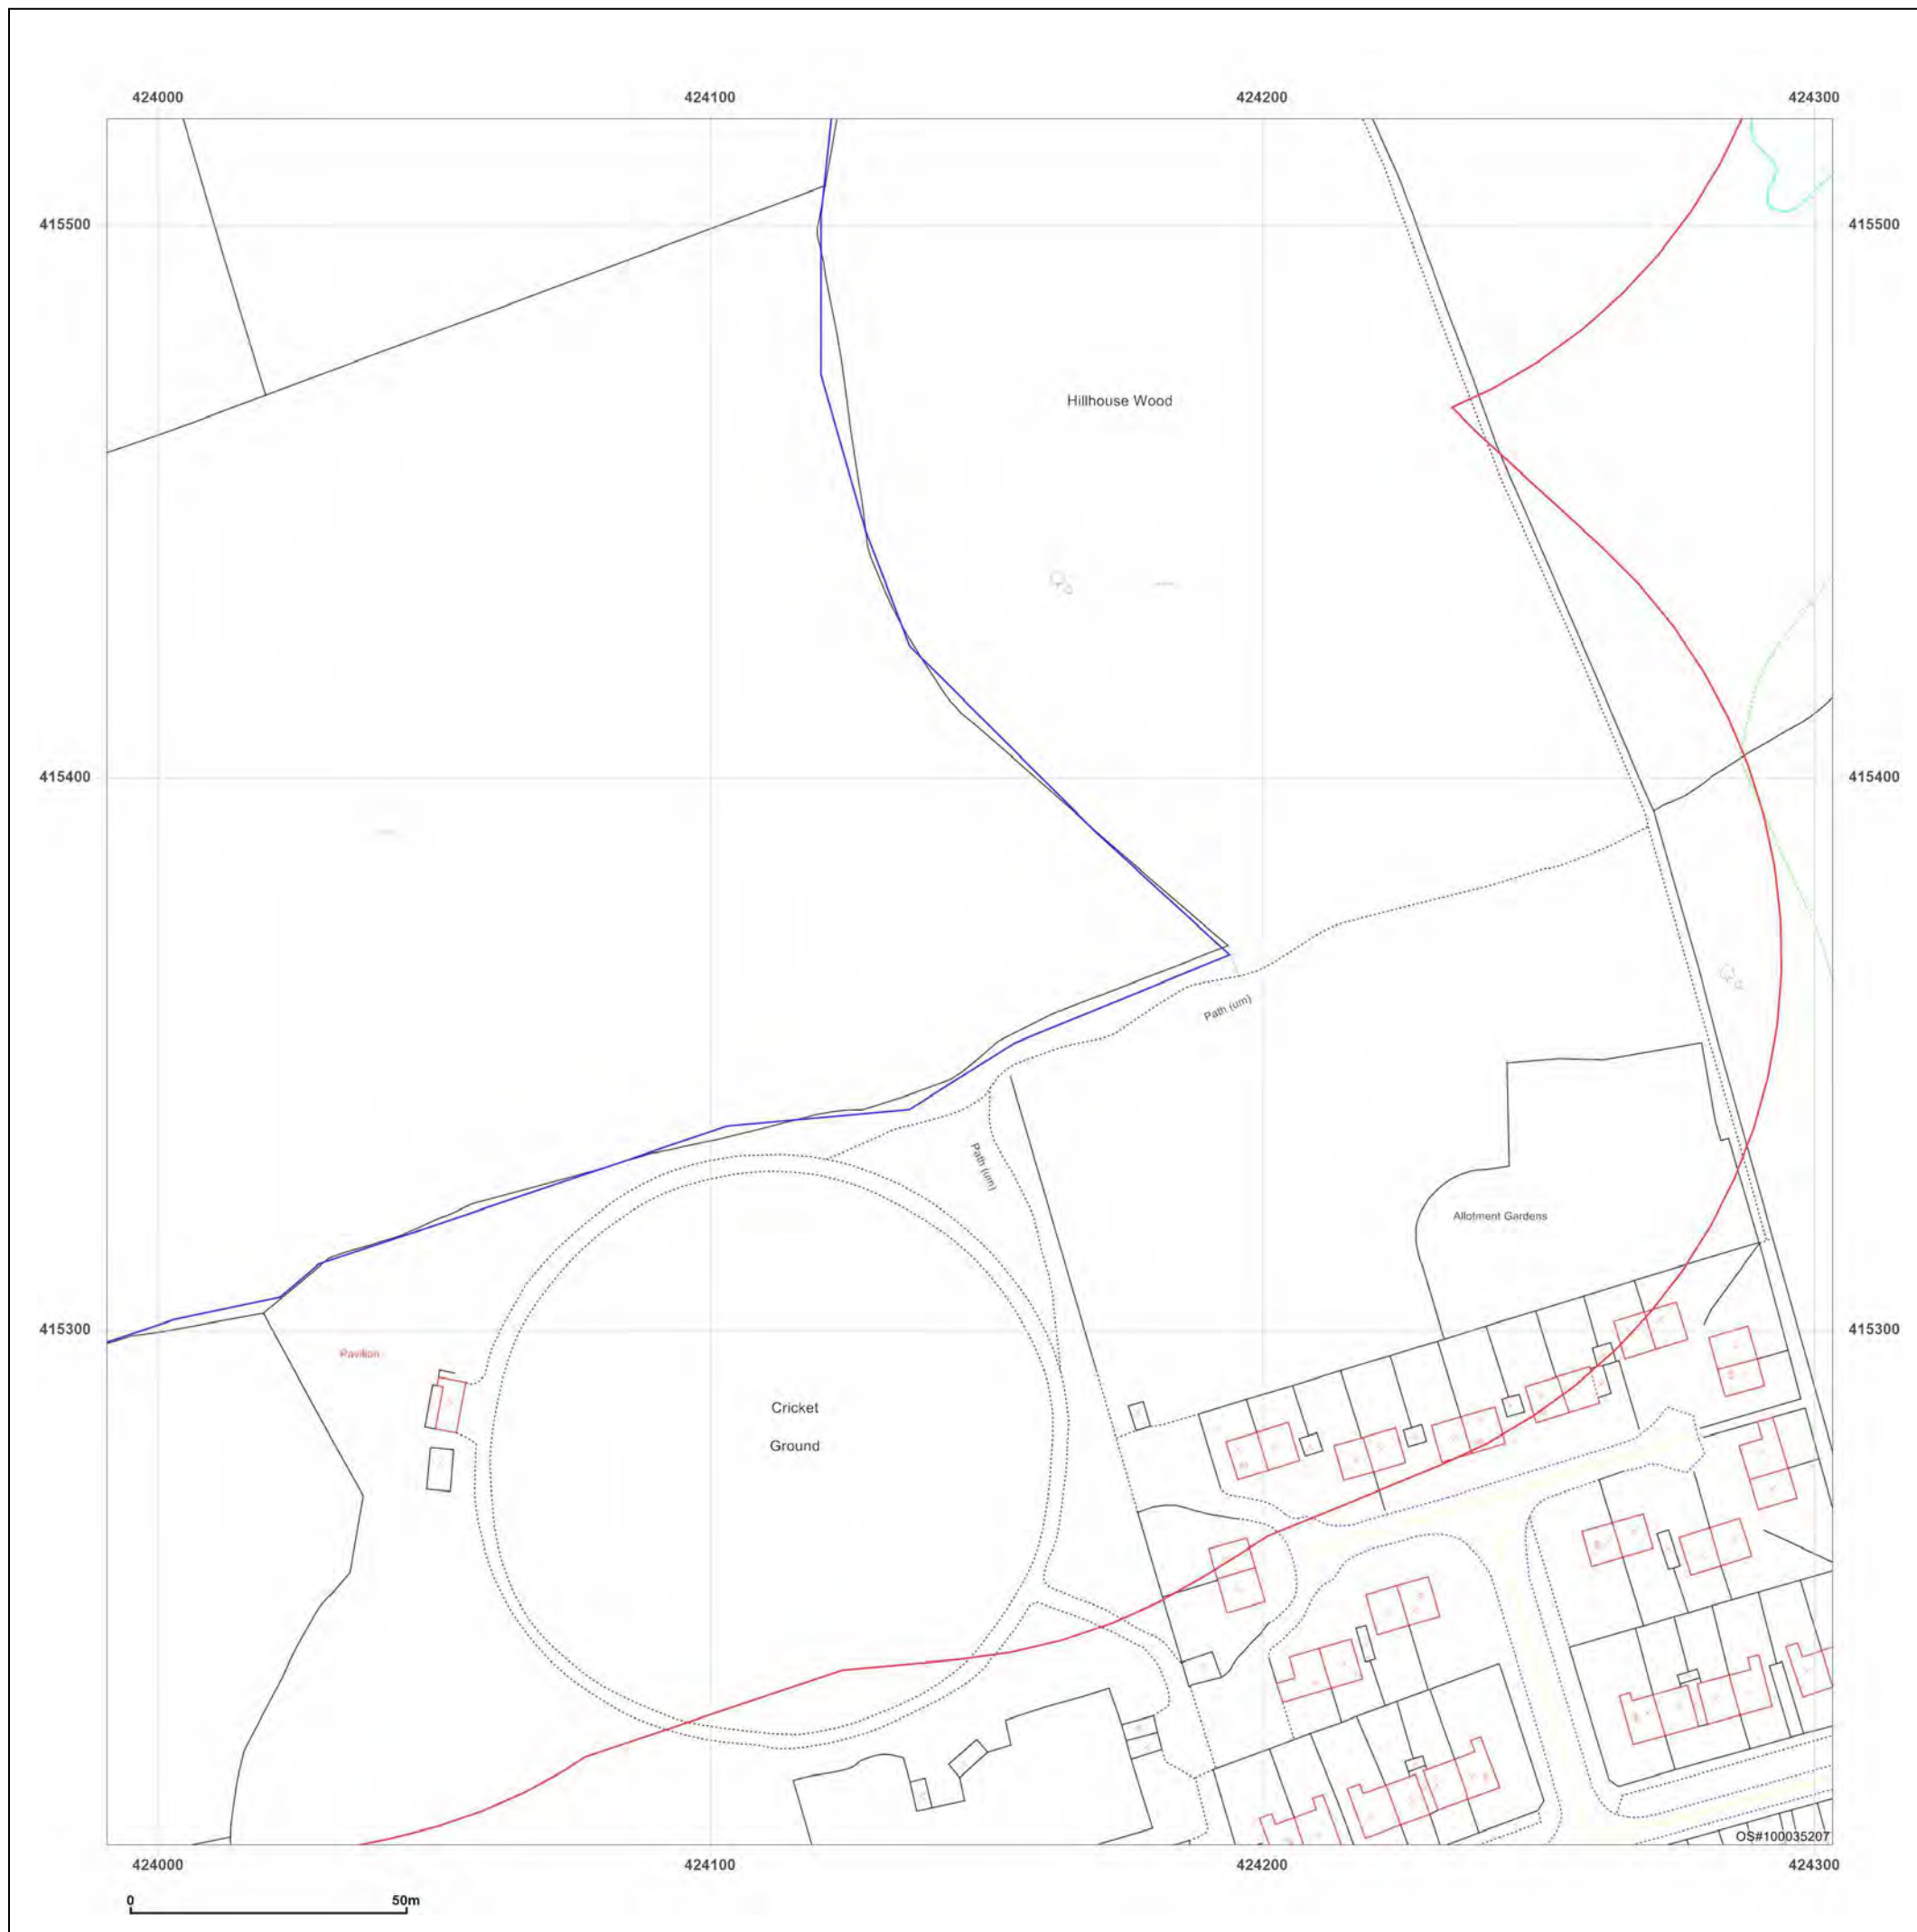 424000 424100 424200 424300
415500 415500
Hillhouse Wood
415400 415400
Path (um)
Path (um)
Allotment Gardens
415300 415300
Pavilion
Cricket
Ground
OS#100035207
424000 424100 424200 424300
0 50m